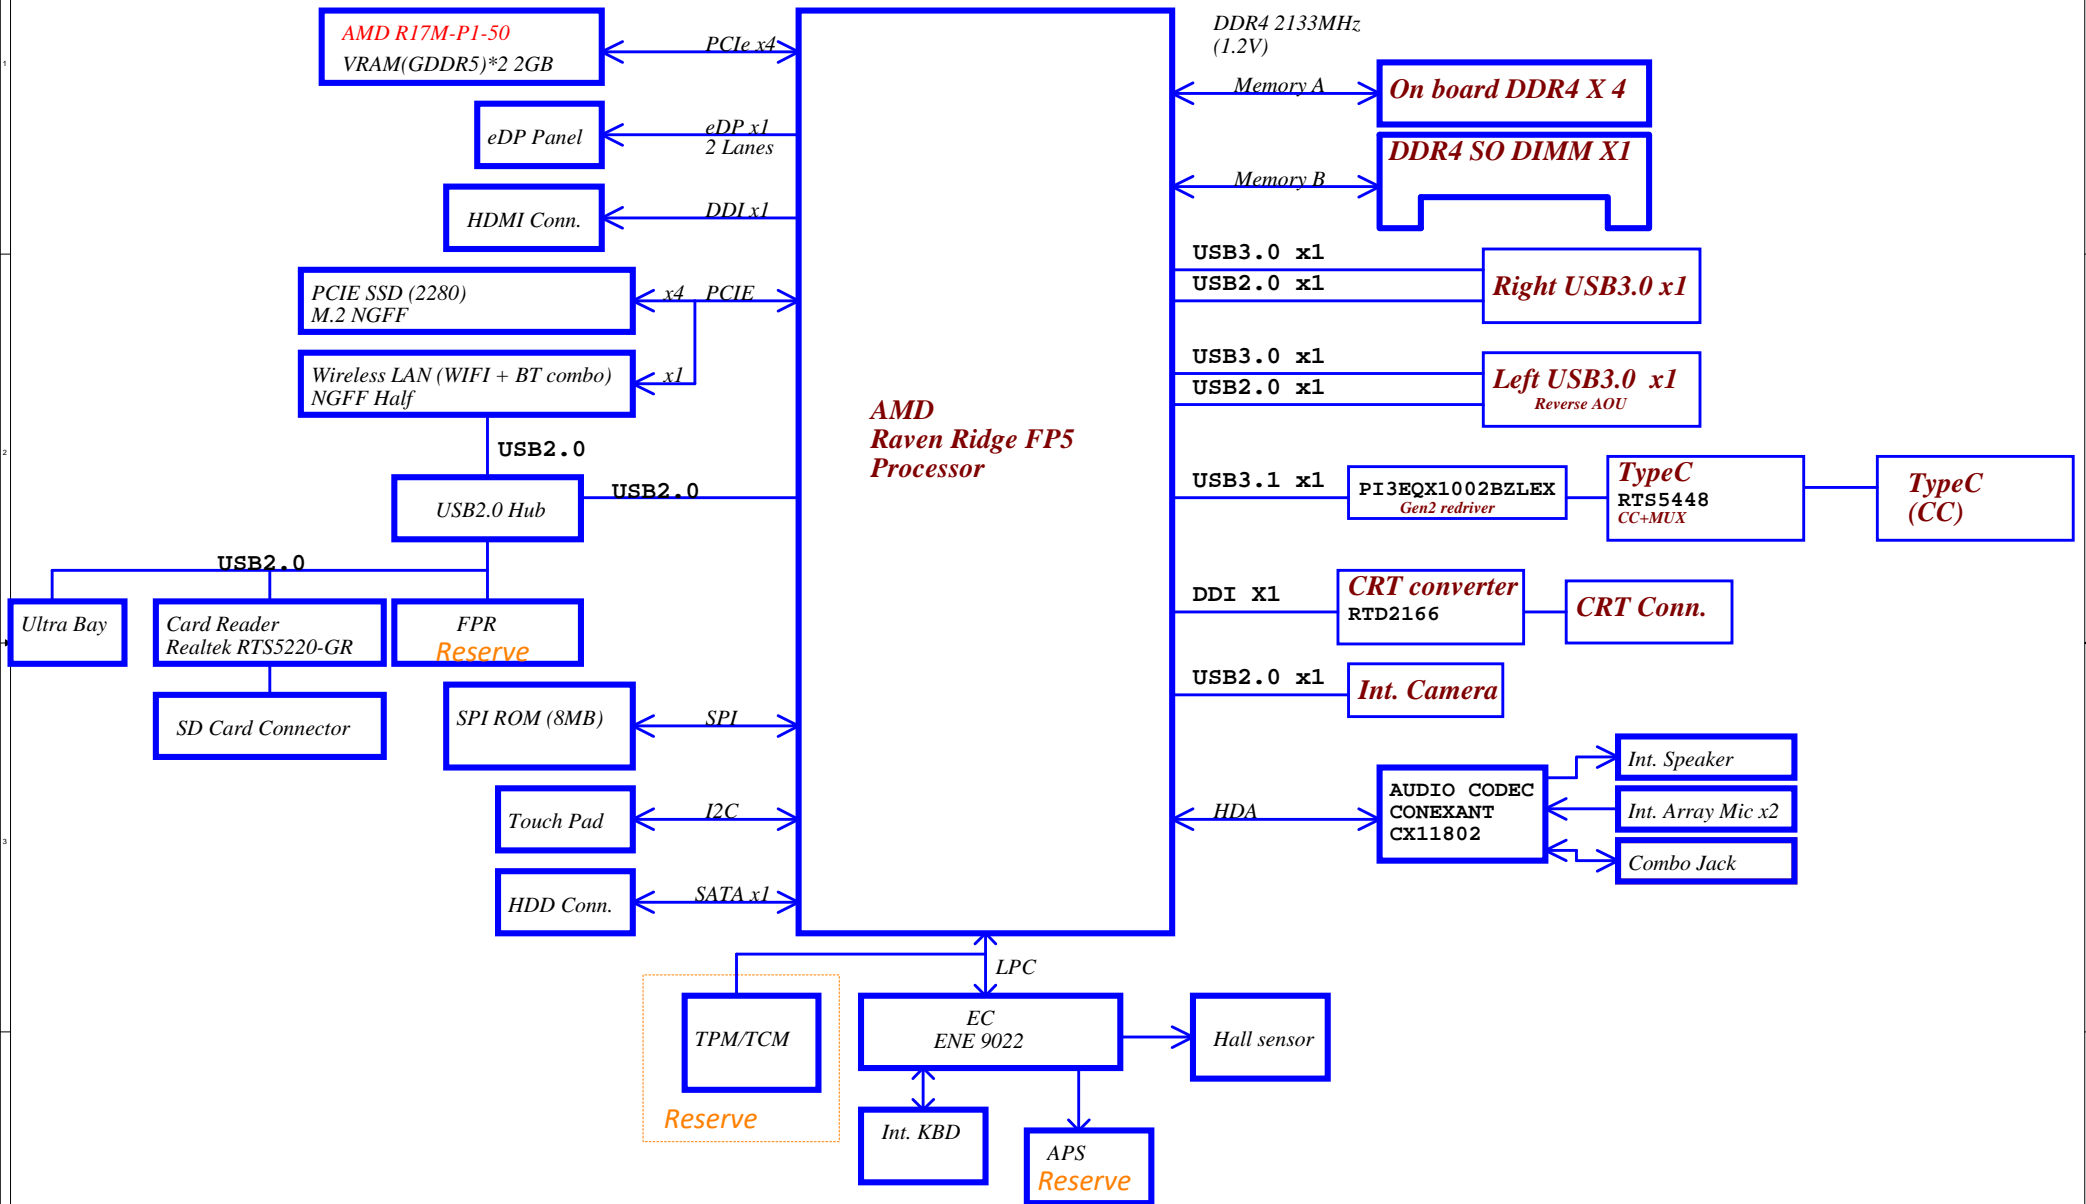 AMD R17M-P1-50
VRAM(GDDR5)*2 2GB
PCIe x4
eDP Panel
eDP x1
2 Lanes
HDMI Conn.
DDI x1
PCIE SSD (2280)
M.2 NGFF
x4
PCIE
Wireless LAN (WIFI + BT combo)
NGFF Half
x1
USB2.0
USB2.0 Hub
USB2.0
USB2.0
Ultra Bay
Card Reader
Realtek RTS5220-GR
FPR
Reserve
SD Card Connector
SPI ROM (8MB)
SPI
Touch Pad
I2C
HDD Conn.
SATA x1
AMD
Raven Ridge FP5
Processor
DDR4 2133MHz
(1.2V)
Memory A
On board DDR4 X 4
Memory B
DDR4 SO DIMM X1
USB3.0 x1
USB2.0 x1
Right USB3.0 x1
USB3.0 x1
USB2.0 x1
Left USB3.0 x1
Reverse AOU
USB3.1 x1
PI3EQX1002BZLEX
Gen2 redriver
TypeC
RTS5448
CC+MUX
TypeC
(CC)
DDI X1
CRT converter
RTD2166
CRT Conn.
USB2.0 x1
Int. Camera
HDA
AUDIO CODEC
CONEXANT
CX11802
Int. Speaker
Int. Array Mic x2
Combo Jack
LPC
TPM/TCM
Reserve
EC
ENE 9022
Hall sensor
Int. KBD
APS
Reserve
1
2
3